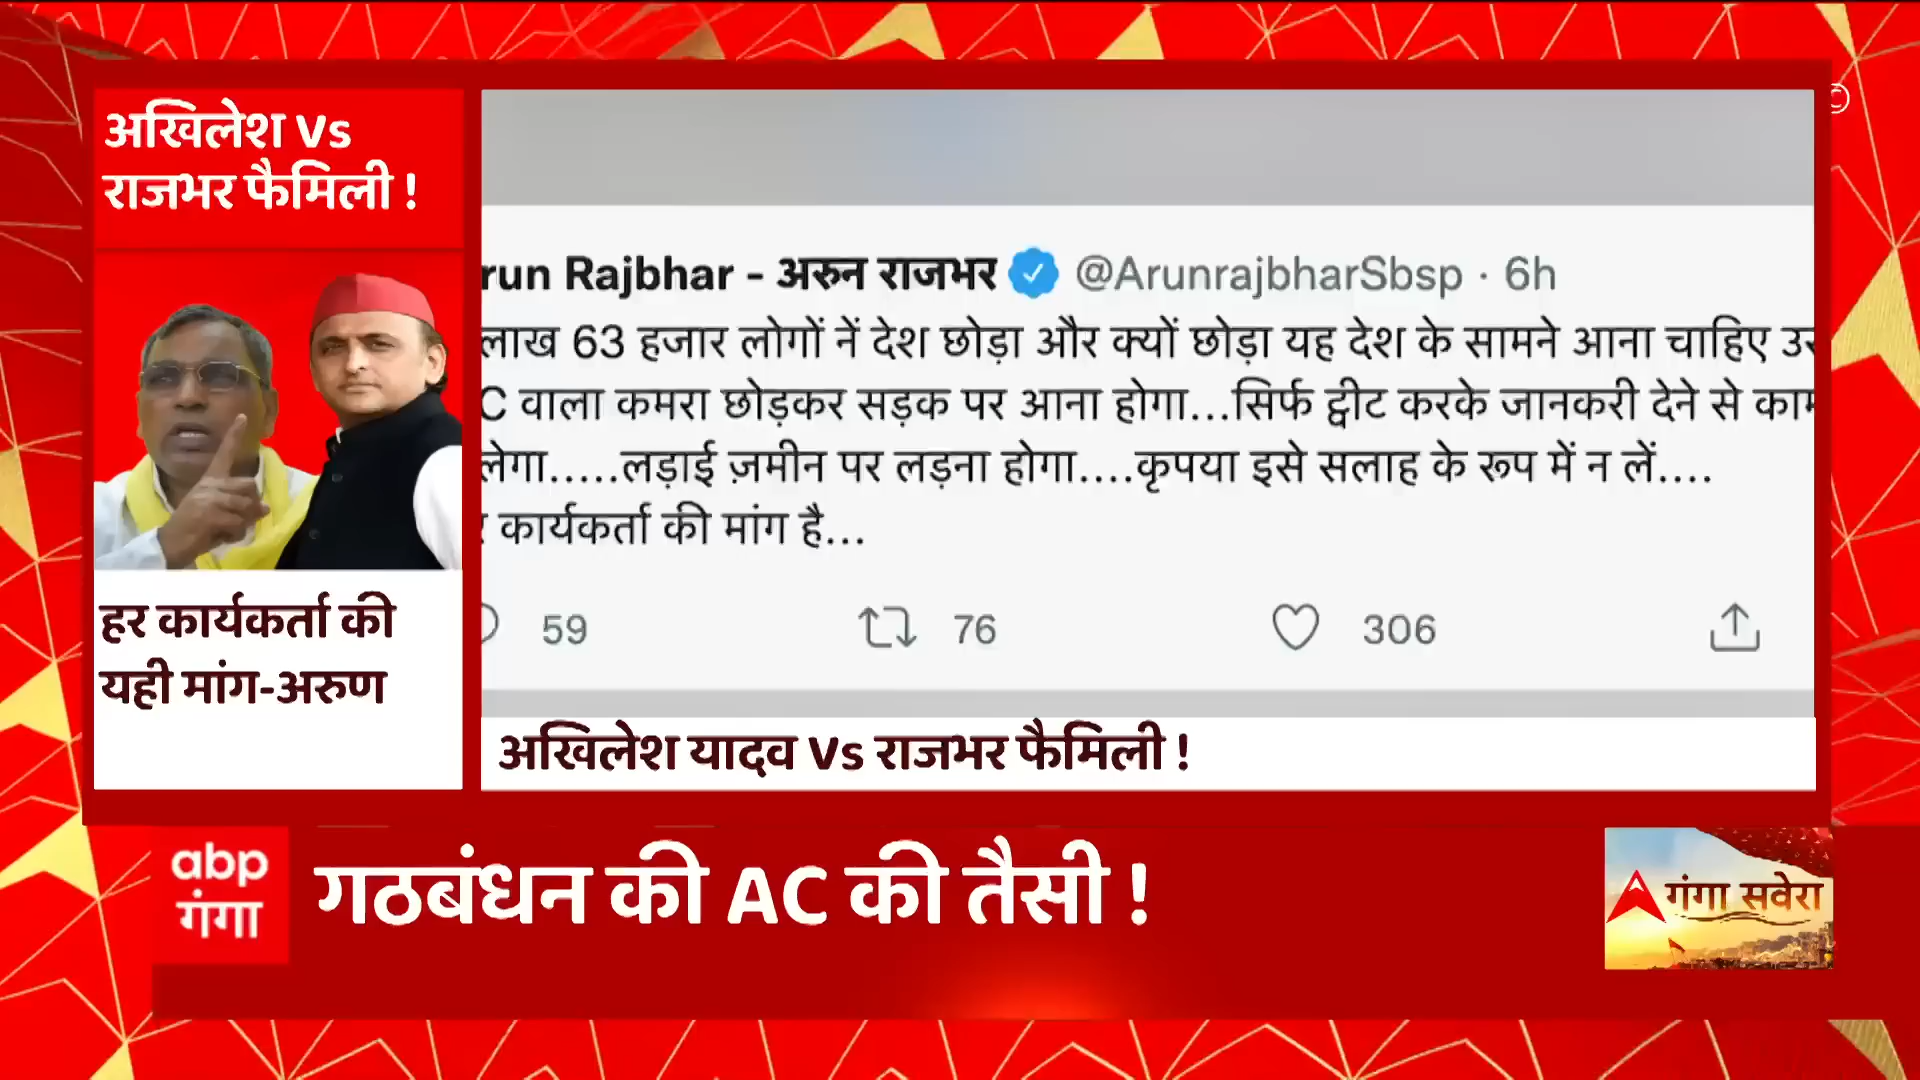 अखिलेश Vs
राजभर फैमिली !
हर कार्यकर्ता की
यही मांग-अरुण
run Rajbhar - अरुन राजभर @ArunrajbharSbsp · 6h
लाख 63 हजार लोगों नें देश छोड़ा और क्यों छोड़ा यह देश के सामने आना चाहिए
C वाला कमरा छोड़कर सड़क पर आना होगा...सिर्फ ट्वीट करके जानकरी देने से काम
लेगा.....लड़ाई ज़मीन पर लड़ना होगा....कृपया इसे सलाह के रूप में न लें....
कार्यकर्ता की मांग है...
59 76 306
अखिलेश यादव Vs राजभर फैमिली !
abp
गंगा
गठबंधन की AC की तैसी !
गंगा सवेरा
©